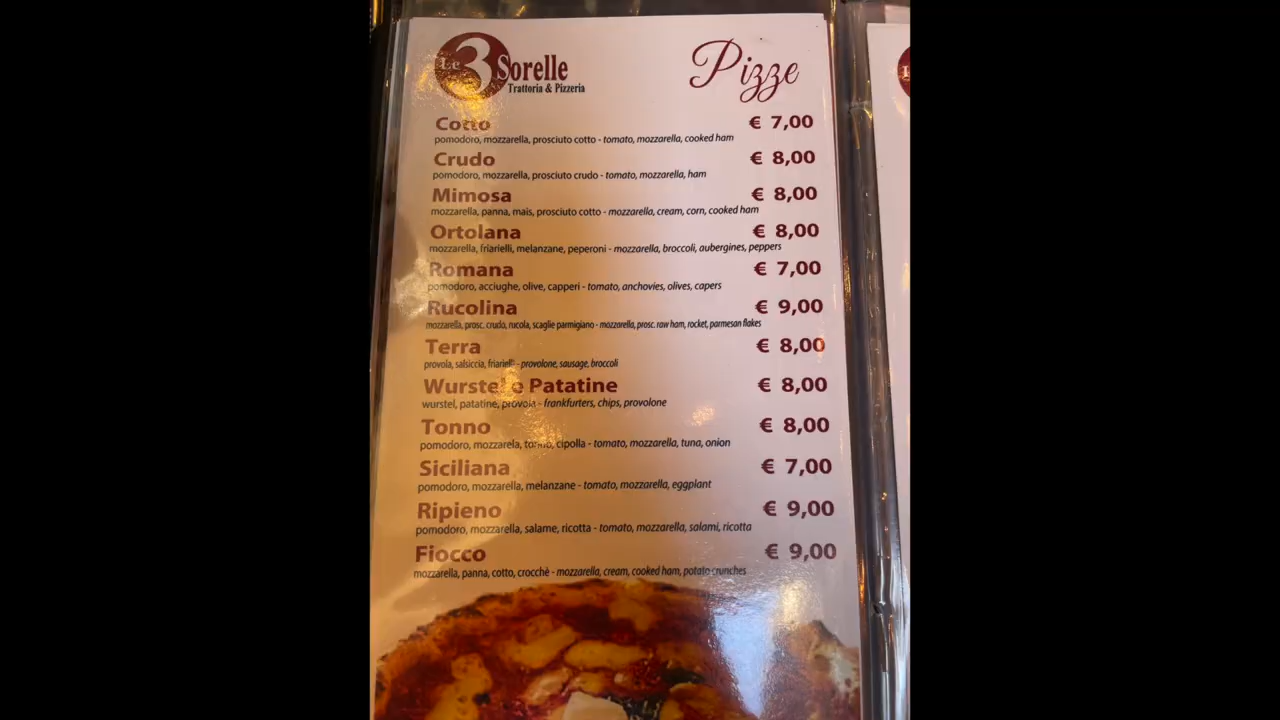 Le 3 Sorelle
Trattoria & Pizzeria
Pizze
Cotto € 7,00
pomodoro, mozzarella, prosciuto cotto - tomato, mozzarella, cooked ham
Crudo € 8,00
pomodoro, mozzarella, prosciuto crudo - tomato, mozzarella, ham
Mimosa € 8,00
mozzarella, panna, mais, prosciuto cotto - mozzarella, cream, corn, cooked ham
Ortolana € 8,00
mozzarella, friarielli, melanzane, peperoni - mozzarella, broccoli, aubergines, peppers
Romana € 7,00
pomodoro, acciughe, olive, capperi - tomato, anchovies, olives, capers
Rucolina € 9,00
mozzarella, prosc. crudo, rucola, scaglie parmigiano - mozzarella, prosc. raw ham, rocket, parmesan flakes
Terra € 8,00
provola, salsiccia, friarielli - provolone, sausage, broccoli
Wurstel e Patatine € 8,00
wurstel, patatine, provola - frankfurters, chips, provolone
Tonno € 8,00
pomodoro, mozzarela, tonno, cipolla - tomato, mozzarella, tuna, onion
Siciliana € 7,00
pomodoro, mozzarella, melanzane - tomato, mozzarella, eggplant
Ripieno € 9,00
pomodoro, mozzarella, salame, ricotta - tomato, mozzarella, salami, ricotta
Fiocco € 9,00
mozzarella, panna, cotto, crocchè - mozzarella, cream, cooked ham, potato crunches